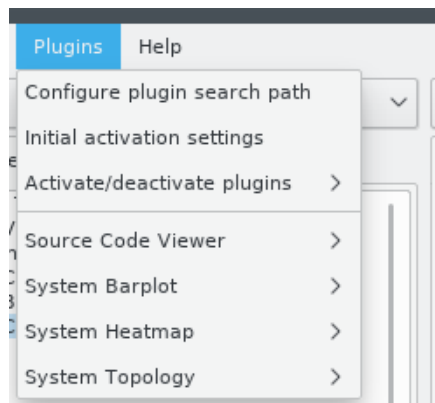 Plugins Help
Configure plugin search path
Initial activation settings
Activate/deactivate plugins
Source Code Viewer
System Barplot
System Heatmap
System Topology